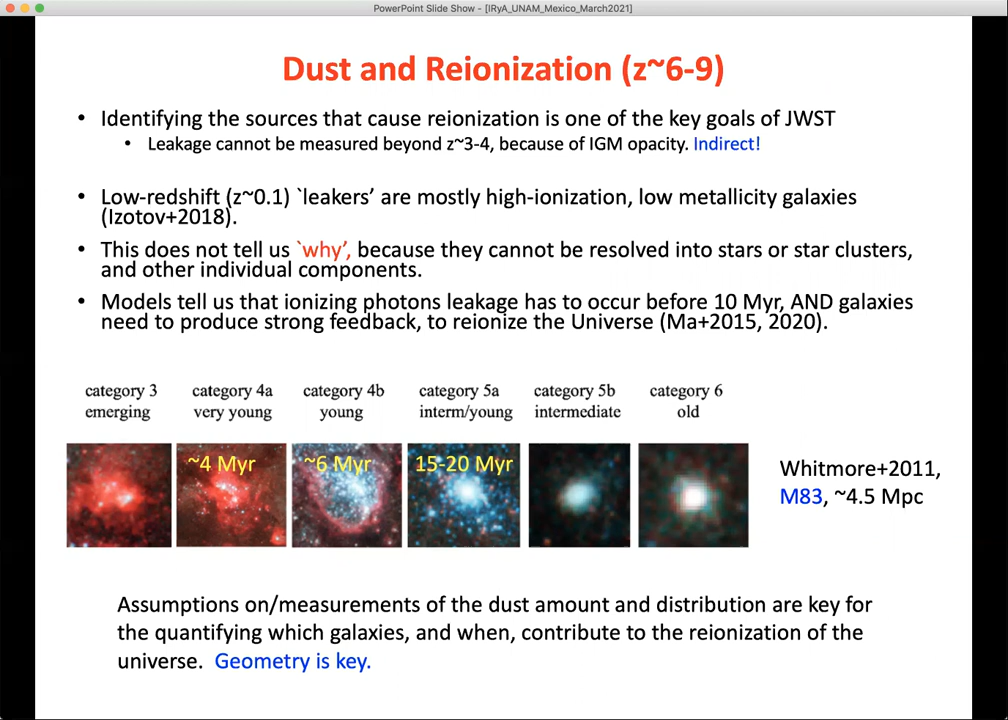 PowerPoint Slide Show - [IRyA_UNAM_Mexico_March2021]
Dust and Reionization (z~6-9)
• Identifying the sources that cause reionization is one of the key goals of JWST
• Leakage cannot be measured beyond z~3-4, because of IGM opacity. Indirect!
• Low-redshift (z~0.1) `leakers’ are mostly high-ionization, low metallicity galaxies
(Izotov+2018).
• This does not tell us `why’, because they cannot be resolved into stars or star clusters,
and other individual components.
• Models tell us that ionizing photons leakage has to occur before 10 Myr, AND galaxies
need to produce strong feedback, to reionize the Universe (Ma+2015, 2020).
category 3 category 4a category 4b category 5a category 5b category 6
emerging very young young interm/young intermediate old
~4 Myr ~6 Myr 15-20 Myr
Whitmore+2011,
M83, ~4.5 Mpc
Assumptions on/measurements of the dust amount and distribution are key for
the quantifying which galaxies, and when, contribute to the reionization of the
universe. Geometry is key.